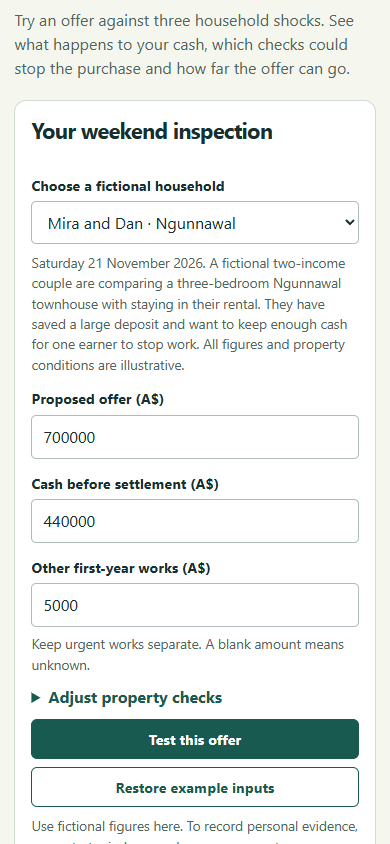 Try an offer against three household shocks. See
what happens to your cash, which checks could
stop the purchase and how far the offer can go.
Your weekend inspection
Choose a fictional household
Mira and Dan · Ngunnawal
Saturday 21 November 2026. A fictional two-income
couple are comparing a three-bedroom Ngunnawal
townhouse with staying in their rental. They have
saved a large deposit and want to keep enough cash
for one earner to stop work. All figures and property
conditions are illustrative.
Proposed offer (A$)
700000
Cash before settlement (A$)
440000
Other first-year works (A$)
5000
Keep urgent works separate. A blank amount means
unknown.
Adjust property checks
Test this offer
Restore example inputs
Use fictional figures here. To record personal evidence,